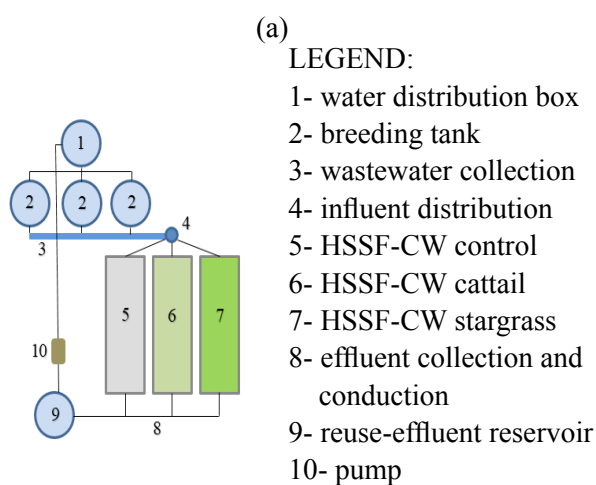 (a)
LEGEND:
1- water distribution box
2- breeding tank
3- wastewater collection
4- influent distribution
5- HSSF-CW control
6- HSSF-CW cattail
7- HSSF-CW stargrass
8- effluent collection and
conduction
9- reuse-effluent reservoir
10- pump
1
2 2 2
4
3
5 6 7
10
9
8